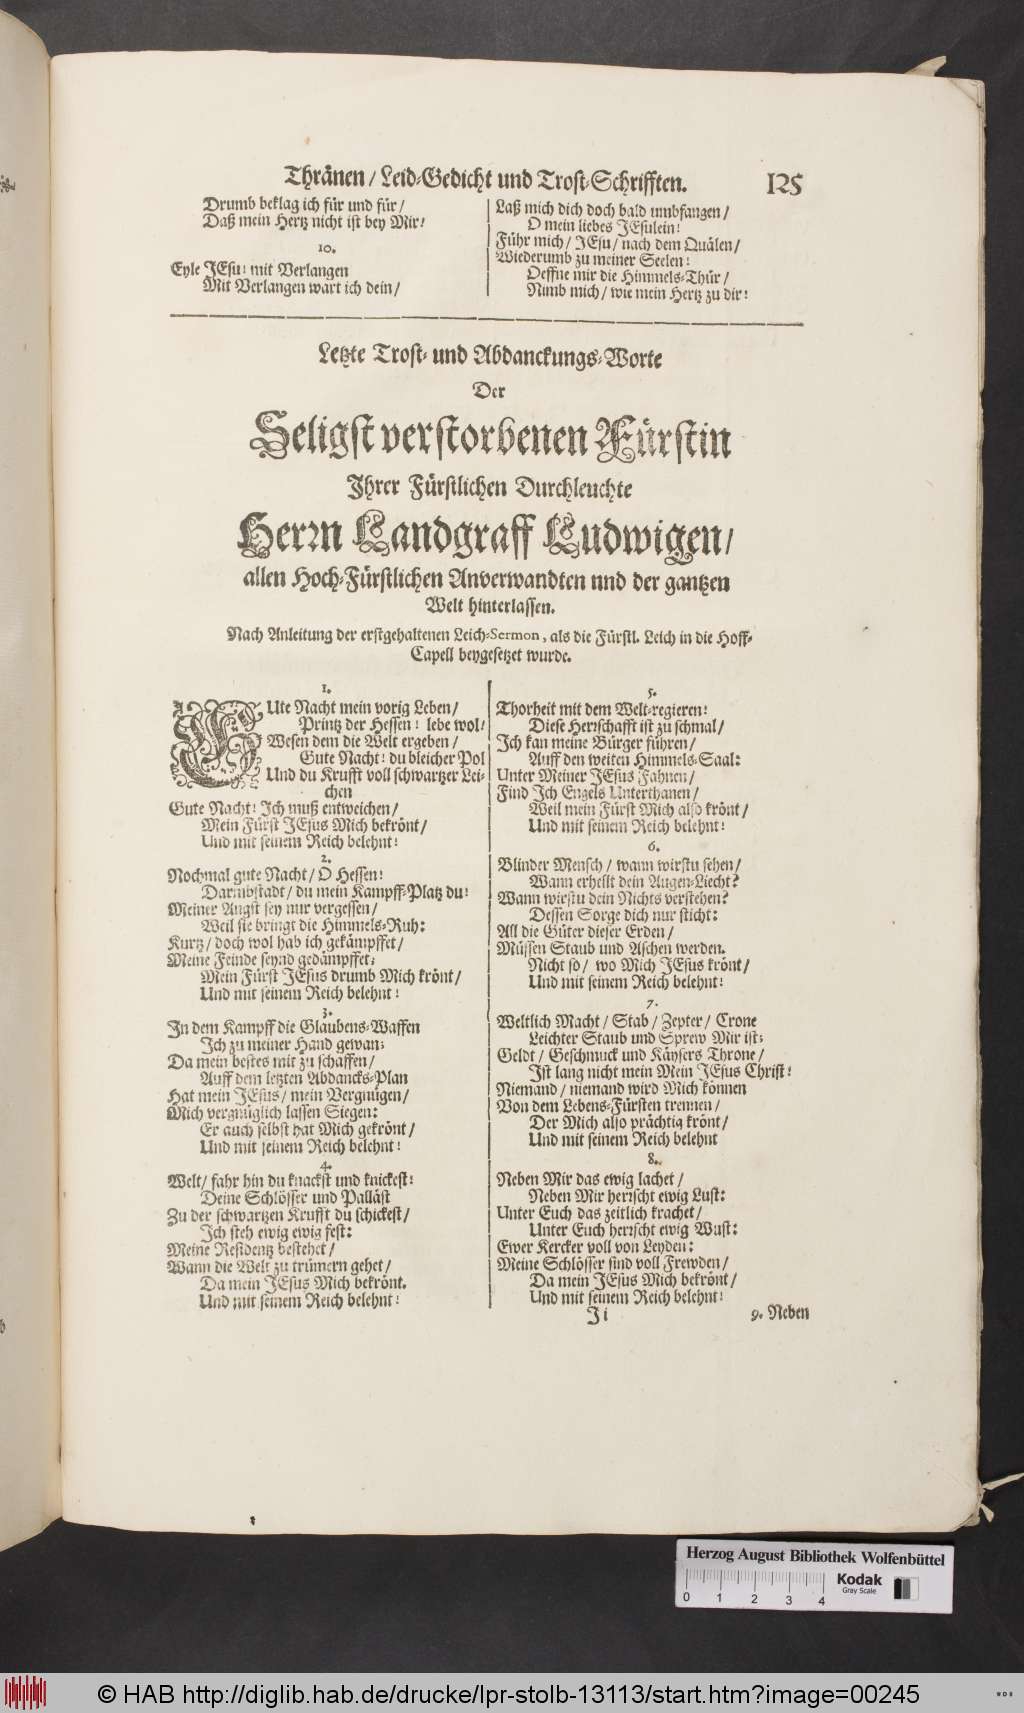 Thränen/ Leid-Gedicht und Trost-Schrifften. 125
Drumb beklag ich für und für/
Daß mein Hertz nicht ist bey Mir!
10.
Eyle JEsu! mit Verlangen
Mit Verlangen wart ich dein/
Laß mich dich doch bald umbfangen/
O mein liebes JEsulein!
Führ mich/ JEsu/ nach dem Quälen/
Wiederumb zu meiner Seelen!
Oeffne mir die Himmels-Thür/
Nimb mich/ wie mein Hertz zu dir!
Letzte Trost- und Abdanckungs-Worte
Der
Seligst verstorbenen Fürstin
Ihrer Fürstlichen Durchleuchte
Herrn Landgraff Ludwigen/
allen Hoch-Fürstlichen Anverwandten und der gantzen
Welt hinterlassen.
Nach Anleitung der erstgehaltenen Leich-Sermon, als die Fürstl. Leich in die Hoff-
Capell beygesetzet wurde.
1.
GUte Nacht mein vorig Leben/
Printz der Hessen! lebe wol!
Wesen dem die Welt ergeben/
Gute Nacht! du bleicher Pol
Und du Krufft voll schwartzer Lei-
chen
Gute Nacht! Ich muß entweichen/
Mein Fürst JEsus Mich bekrönt/
Und mit seinem Reich belehnt!
2.
Nochmal gute Nacht/ O Hessen!
Darmbstadt/ du mein Kampff-Platz du!
Meiner Angst sey nur vergessen/
Weil sie bringt die Himmels-Ruh:
Kurtz/ doch wol hab ich gekämpffet/
Meine Feinde seynd gedämpffet;
Mein Fürst JEsus drumb Mich krönt/
Und mit seinem Reich belehnt!
3.
In dem Kampff die Glaubens-Waffen
Ich zu meiner Hand gewan;
Da mein bestes mit zu schaffen/
Auff dem letzten Abdancks-Plan
Hat mein JEsus/ mein Vergnügen/
Mich vergnüglich lassen Siegen:
Er auch selbst hat Mich gekrönt/
Und mit seinem Reich belehnt!
4.
Welt/ fahr hin du knackst und knickest!
Deine Schlösser und Palläst
Zu der schwartzen Krufft du schickest/
Ich steh ewig ewig fest:
Meine Residentz bestehet/
Wann die Welt zu trümern gehet/
Da mein JEsus Mich bekrönt.
Und mit seinem Reich belehnt!
5.
Thorheit mit dem Welt-regieren!
Diese Herrschafft ist zu schmal/
Ich kan meine Bürger führen/
Auff den weiten Himmels-Saal:
Unter Meiner JEsus Fahnen/
Find Ich Engels Unterthanen/
Weil mein Fürst Mich also krönt/
Und mit seinem Reich belehnt!
6.
Blinder Mensch/ wann wirstu sehen/
Wann erhellt dein Augen-Liecht?
Wann wirstu dein Nichts verstehen?
Dessen Sorge dich nur sticht:
All die Güter dieser Erden/
Müssen Staub und Aschen werden.
Nicht so/ wo Mich JEsus krönt/
Und mit seinem Reich belehnt!
7.
Weltlich Macht/ Stab/ Zepter/ Crone
Leichter Staub und Sprew Mir ist;
Geldt/ Geschmuck und Käysers Throne/
Ist lang nicht mein Mein JEsus Christ!
Niemand/ niemand wird Mich können
Von dem Lebens-Fürsten trennen/
Der Mich also prächtig krönt/
Und mit seinem Reich belehnt
8.
Neben Mir das ewig lachet/
Neben Mir herrscht ewig Lust:
Unter Euch das zeitlich krachet/
Unter Euch herrscht ewig Wust:
Ewer Kercker voll von Leyden:
Meine Schlösser sind voll Frewden/
Da mein JEsus Mich bekrönt/
Und mit seinem Reich belehnt!
Ii 9. Neben
Herzog August Bibliothek Wolfenbüttel
Kodak
Gray Scale
0 1 2 3 4
© HAB http://diglib.hab.de/drucke/lpr-stolb-13113/start.htm?image=00245